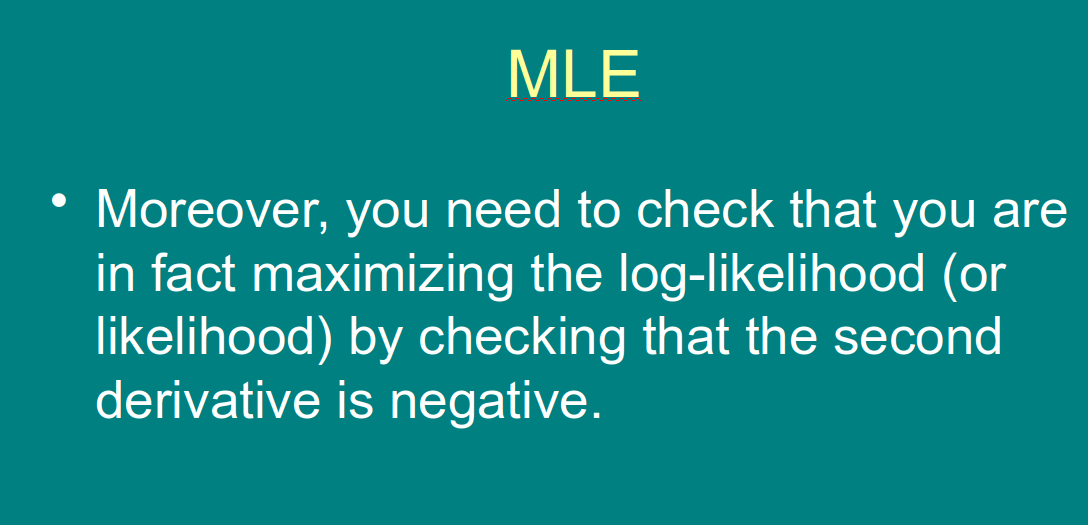 MLE
• Moreover, you need to check that you are
in fact maximizing the log-likelihood (or
likelihood) by checking that the second
derivative is negative.